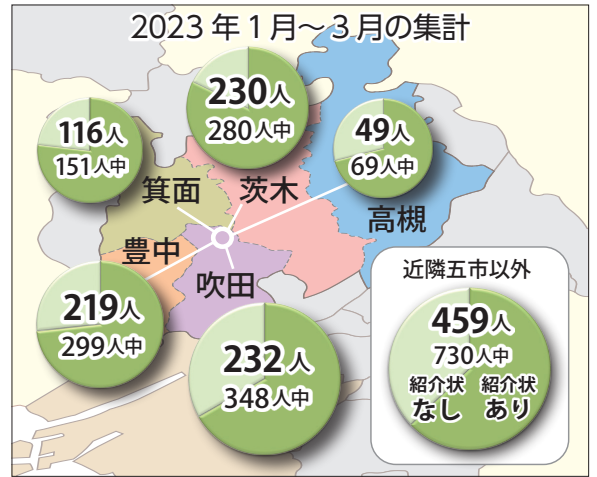 2023年1月～3月の集計
230人
280人中
116人
151人中
49人
69人中
箕面
茨木
高槻
豊中
吹田
219人
299人中
232人
348人中
近隣五市以外
459人
730人中
紹介状 紹介状
なし あり